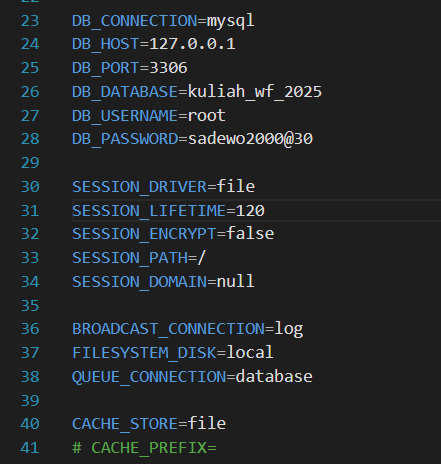 23 DB_CONNECTION=mysql
24 DB_HOST=127.0.0.1
25 DB_PORT=3306
26 DB_DATABASE=kuliah_wf_2025
27 DB_USERNAME=root
28 DB_PASSWORD=sadewo2000@30
29
30 SESSION_DRIVER=file
31 SESSION_LIFETIME=120
32 SESSION_ENCRYPT=false
33 SESSION_PATH=/
34 SESSION_DOMAIN=null
35
36 BROADCAST_CONNECTION=log
37 FILESYSTEM_DISK=local
38 QUEUE_CONNECTION=database
39
40 CACHE_STORE=file
41 # CACHE_PREFIX=